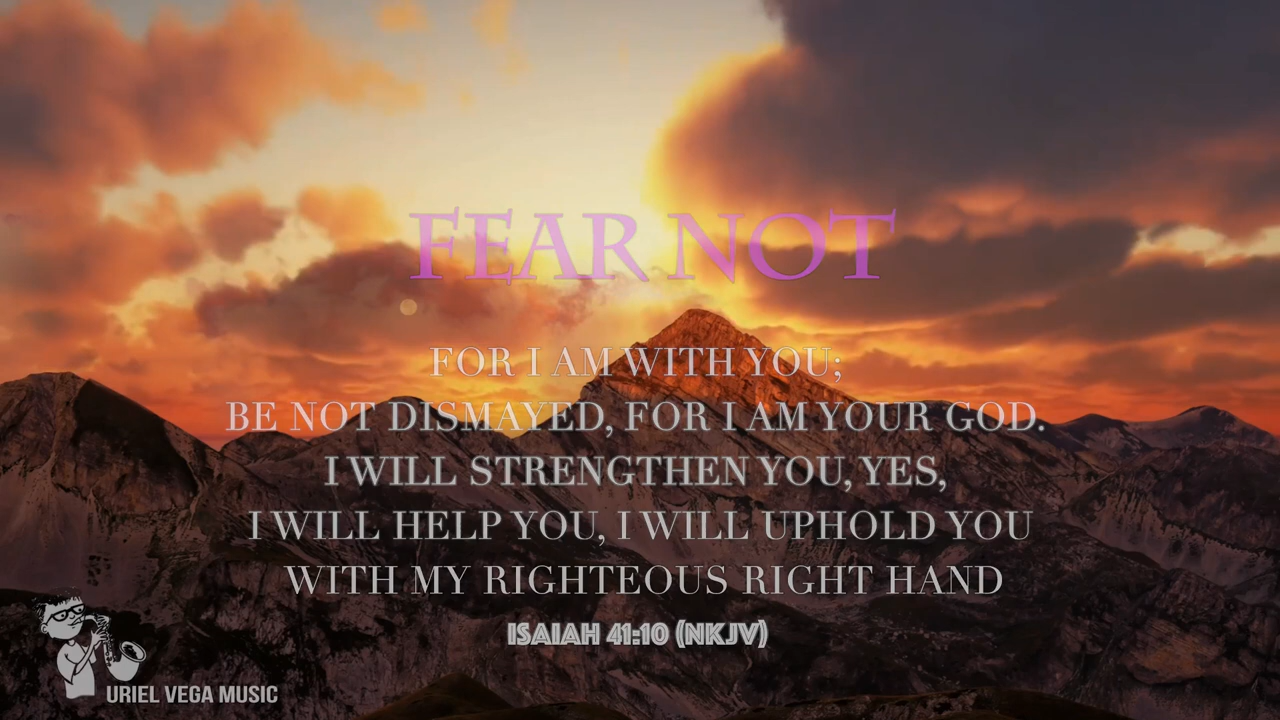 FEAR NOT
FOR I AM WITH YOU;
BE NOT DISMAYED, FOR I AM YOUR GOD.
I WILL STRENGTHEN YOU, YES,
I WILL HELP YOU, I WILL UPHOLD YOU
WITH MY RIGHTEOUS RIGHT HAND
ISAIAH 41:10 (NKJV)
URIEL VEGA MUSIC